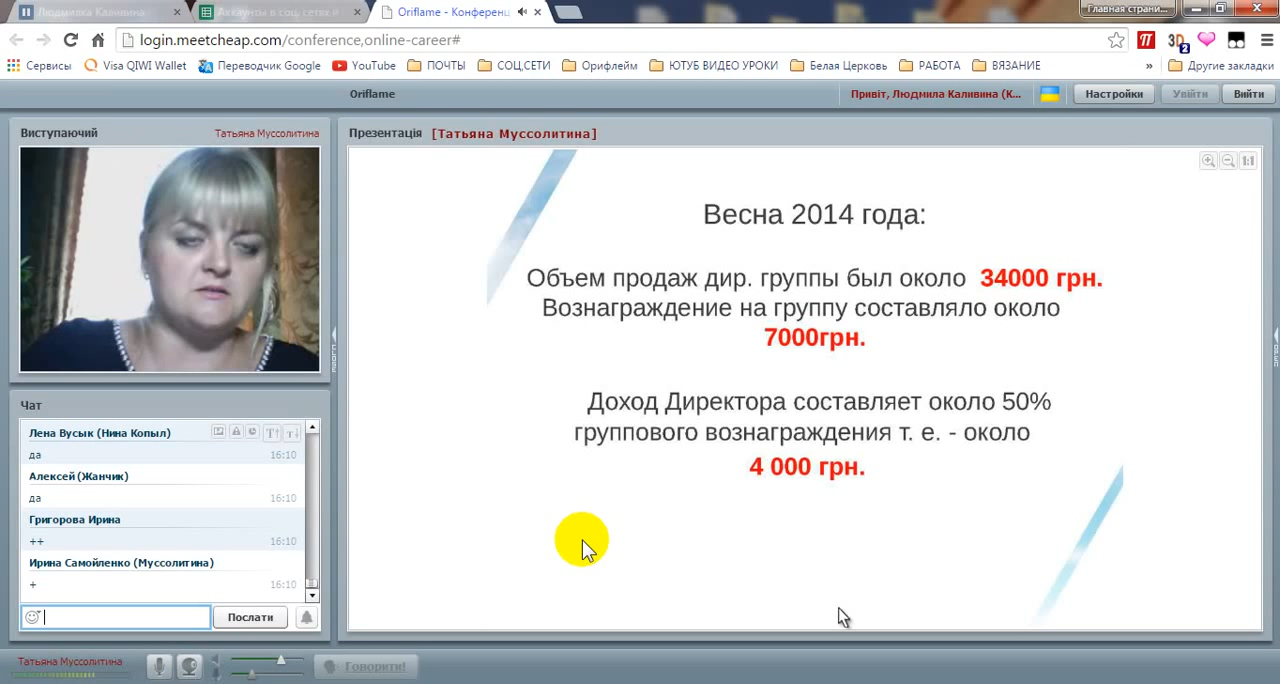 Людмилка Каливина
Аккаунты в соц. сетях и
Oriflame - Конференц
Главная страни...
login.meetcheap.com/conference,online-career#
Сервисы
Visa QIWI Wallet
Переводчик Google
YouTube
ПОЧТЫ
СОЦ,СЕТИ
Орифлейм
ЮТУБ ВИДЕО УРОКИ
Белая Церковь
РАБОТА
ВЯЗАНИЕ
»
Другие закладки
Oriflame
Привіт, Людмила Каливина (К...
Настройки
Увійти
Вийти
Виступаючий
Татьяна Муссолитина
Презентація [Татьяна Муссолитина]
1:1
Весна 2014 года:
Объем продаж дир. группы был около 34000 грн.
Вознаграждение на группу составляло около
7000грн.
Доход Директора составляет около 50%
группового вознаграждения т. е. - около
4 000 грн.
Чат
Лена Вусык (Нина Копыл)
да 16:10
Алексей (Жанчик)
да 16:10
Григорова Ирина
++ 16:10
Ирина Самойленко (Муссолитина)
+ 16:10
Послати
Татьяна Муссолитина
Говорити!